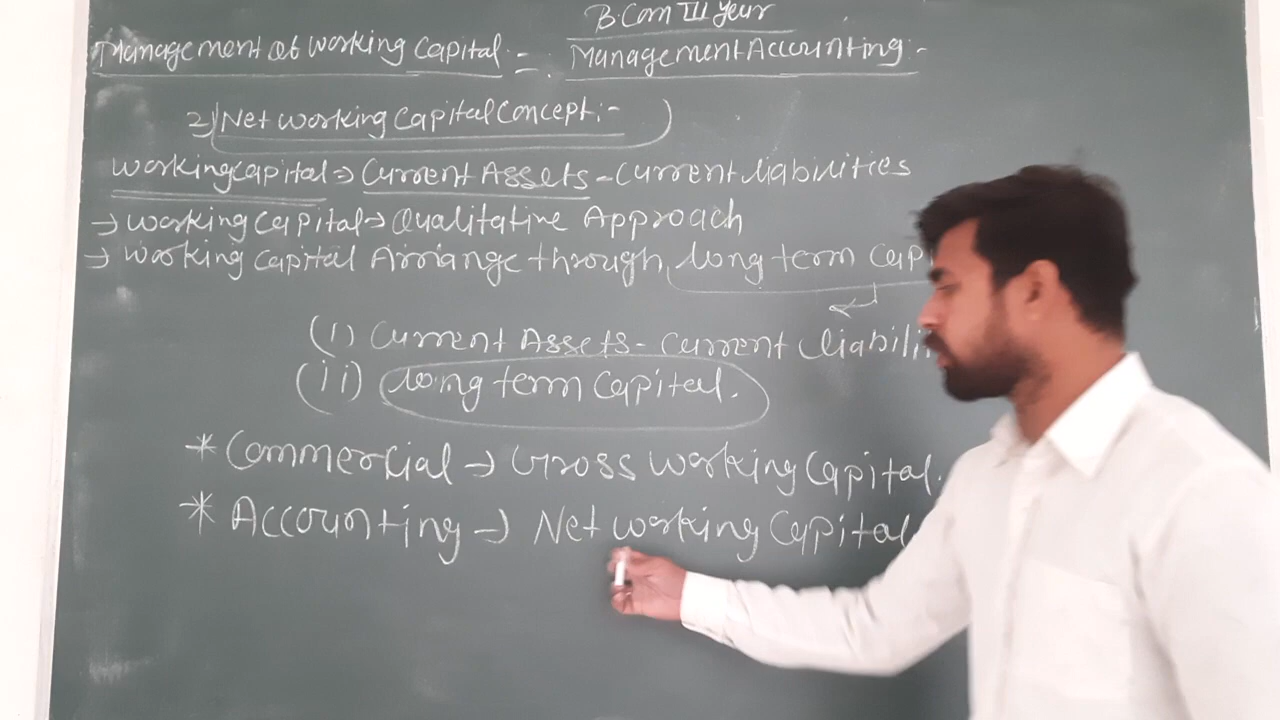 B.Com III year
Management of working Capital :- Management Accounting :-
2) Net working Capital Concept :-
working capital → Current Assets - Current liabilities
→ working capital → Qualitative Approach
→ working capital Arrange through long term Cap
(i) Current Assets - Current liabili
(ii) long term Capital.
* Commercial → Gross working Capital.
* Accounting → Net working Capital